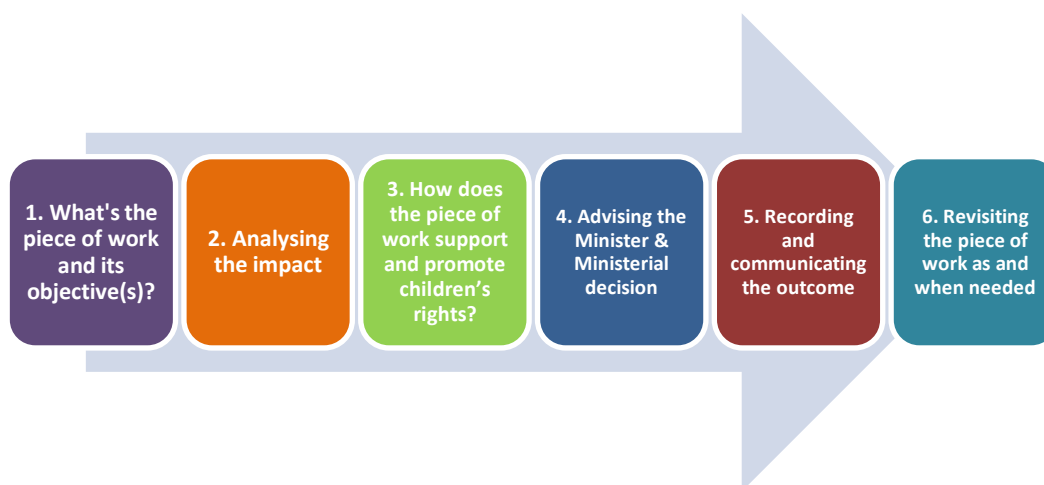 1. What's the
piece of work
and its
objective(s)?
2. Analysing
the impact
3. How does
the piece of
work support
and promote
children’s
rights?
4. Advising the
Minister &
Ministerial
decision
5. Recording
and
communicating
the outcome
6. Revisiting
the piece of
work as and
when needed